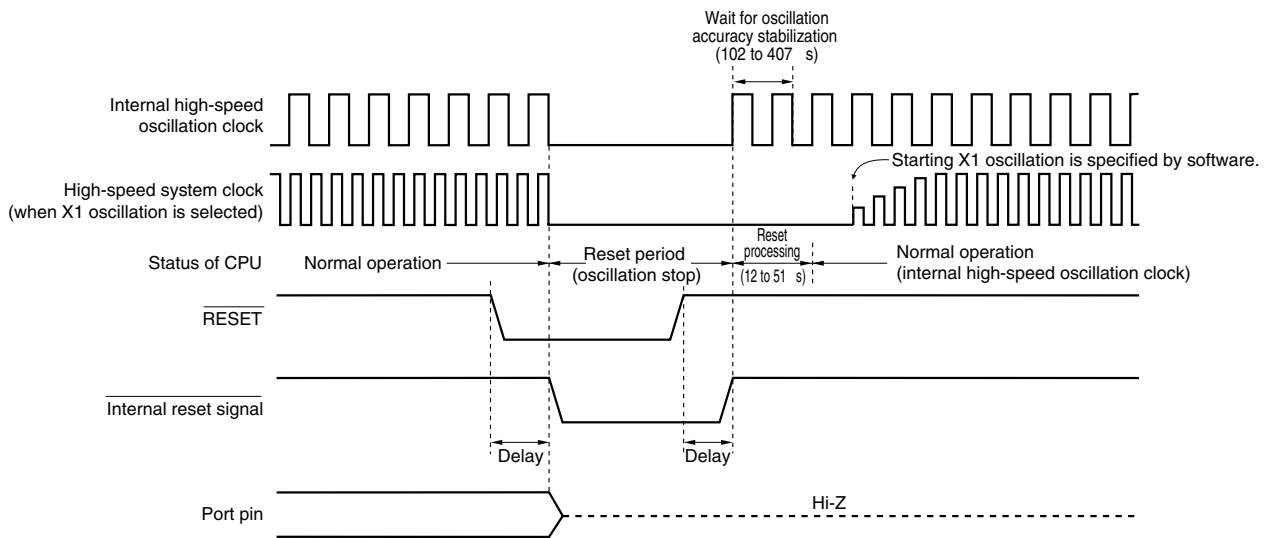 Wait for oscillation
accuracy stabilization
(102 to 407 s)
Internal high-speed
oscillation clock
Starting X1 oscillation is specified by software.
High-speed system clock
(when X1 oscillation is selected)
Status of CPU
Normal operation
Reset period
(oscillation stop)
Reset
processing
(12 to 51 s)
Normal operation
(internal high-speed oscillation clock)
RESET
Internal reset signal
Delay
Delay
Port pin
Hi-Z